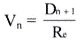 Vn = Dn + 1 / Re